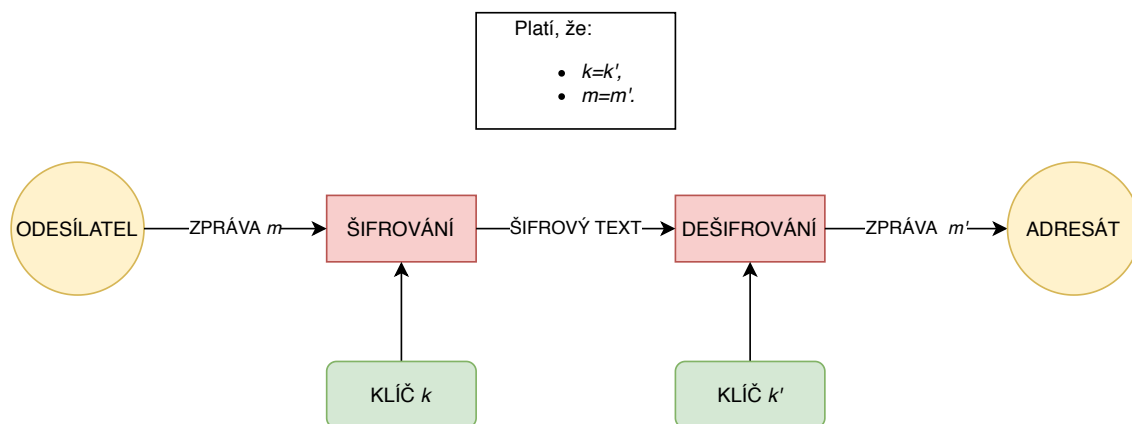 Platí, že:
• k=k',
• m=m'.
ODESÍLATEL
ZPRÁVA m
ŠIFROVÁNÍ
ŠIFROVÝ TEXT
DEŠIFROVÁNÍ
ZPRÁVA m'
ADRESÁT
KLÍČ k
KLÍČ k'